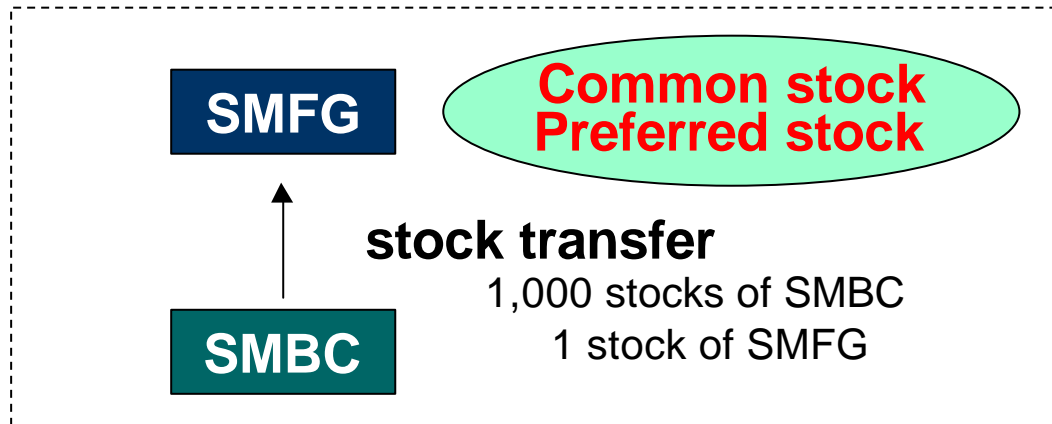 SMFG
Common stock
Preferred stock
stock transfer
1,000 stocks of SMBC
1 stock of SMFG
SMBC